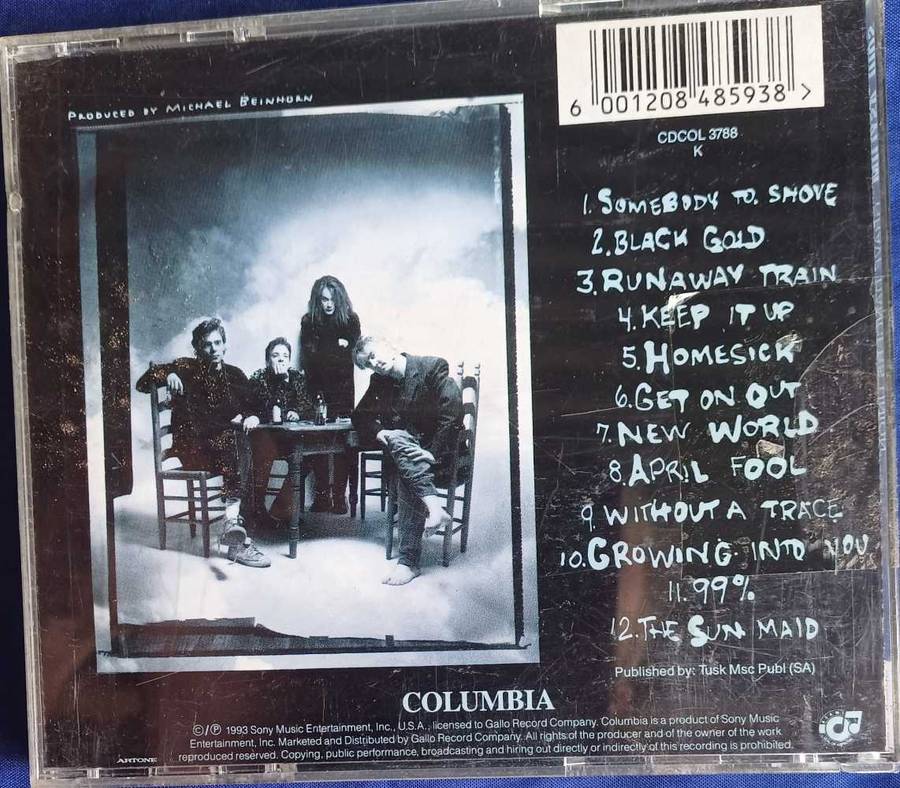 PRODUCED BY MICHAEL BEINHORN
6 001208 485938 >
CDCOL 3788
K
1. SOMEBODY TO SHOVE
2. BLACK GOLD
3. RUNAWAY TRAIN
4. KEEP IT UP
5. HOMESICK
6. GET ON OUT
7. NEW WORLD
8. APRIL FOOL
9. WITHOUT A TRACE
10. GROWING INTO YOU
11. 99%
12. THE SUN MAID
Published by: Tusk Msc Publ (SA)
COLUMBIA
©/℗ 1993 Sony Music Entertainment, Inc., U.S.A., licensed to Gallo Record Company. Columbia is a product of Sony Music
Entertainment, Inc. Marketed and Distributed by Gallo Record Company. All rights of the producer and of the owner of the work
reproduced reserved. Copying, public performance, broadcasting and hiring out directly or indirectly of this recording is prohibited.
ARTONE